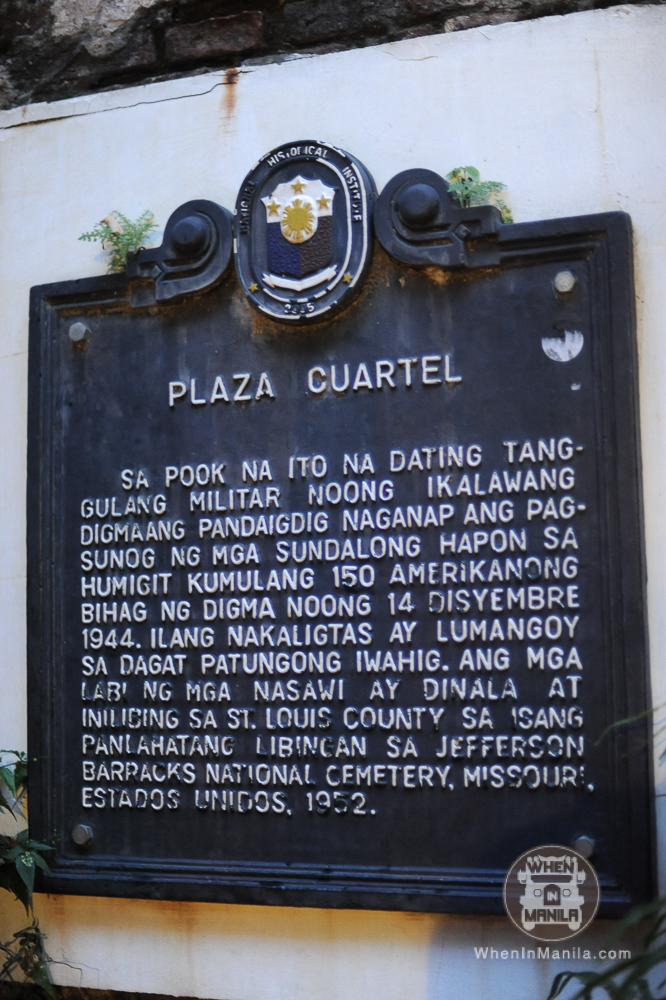 NATIONAL HISTORICAL INSTITUTE
PLAZA CUARTEL
SA POOK NA ITO NA DATING TANG-
GULANG MILITAR NOONG IKALAWANG
DIGMAANG PANDAIGDIG NAGANAP ANG PAG-
SUNOG NG MGA SUNDALONG HAPON SA
HUMIGIT KUMULANG 150 AMERIKANONG
BIHAG NG DIGMA NOONG 14 DISYEMBRE
1944. ILANG NAKALIGTAS AY LUMANGOY
SA DAGAT PATUNGONG IWAHIG. ANG MGA
LABI NG MGA NASAWI AY DINALA AT
INILIBING SA ST. LOUIS COUNTY SA ISANG
PANLAHATANG LIBINGAN SA JEFFERSON
BARRACKS NATIONAL CEMETERY, MISSOURI,
ESTADOS UNIDOS, 1952.
WHEN
IN
MANILA
WhenInManila.com